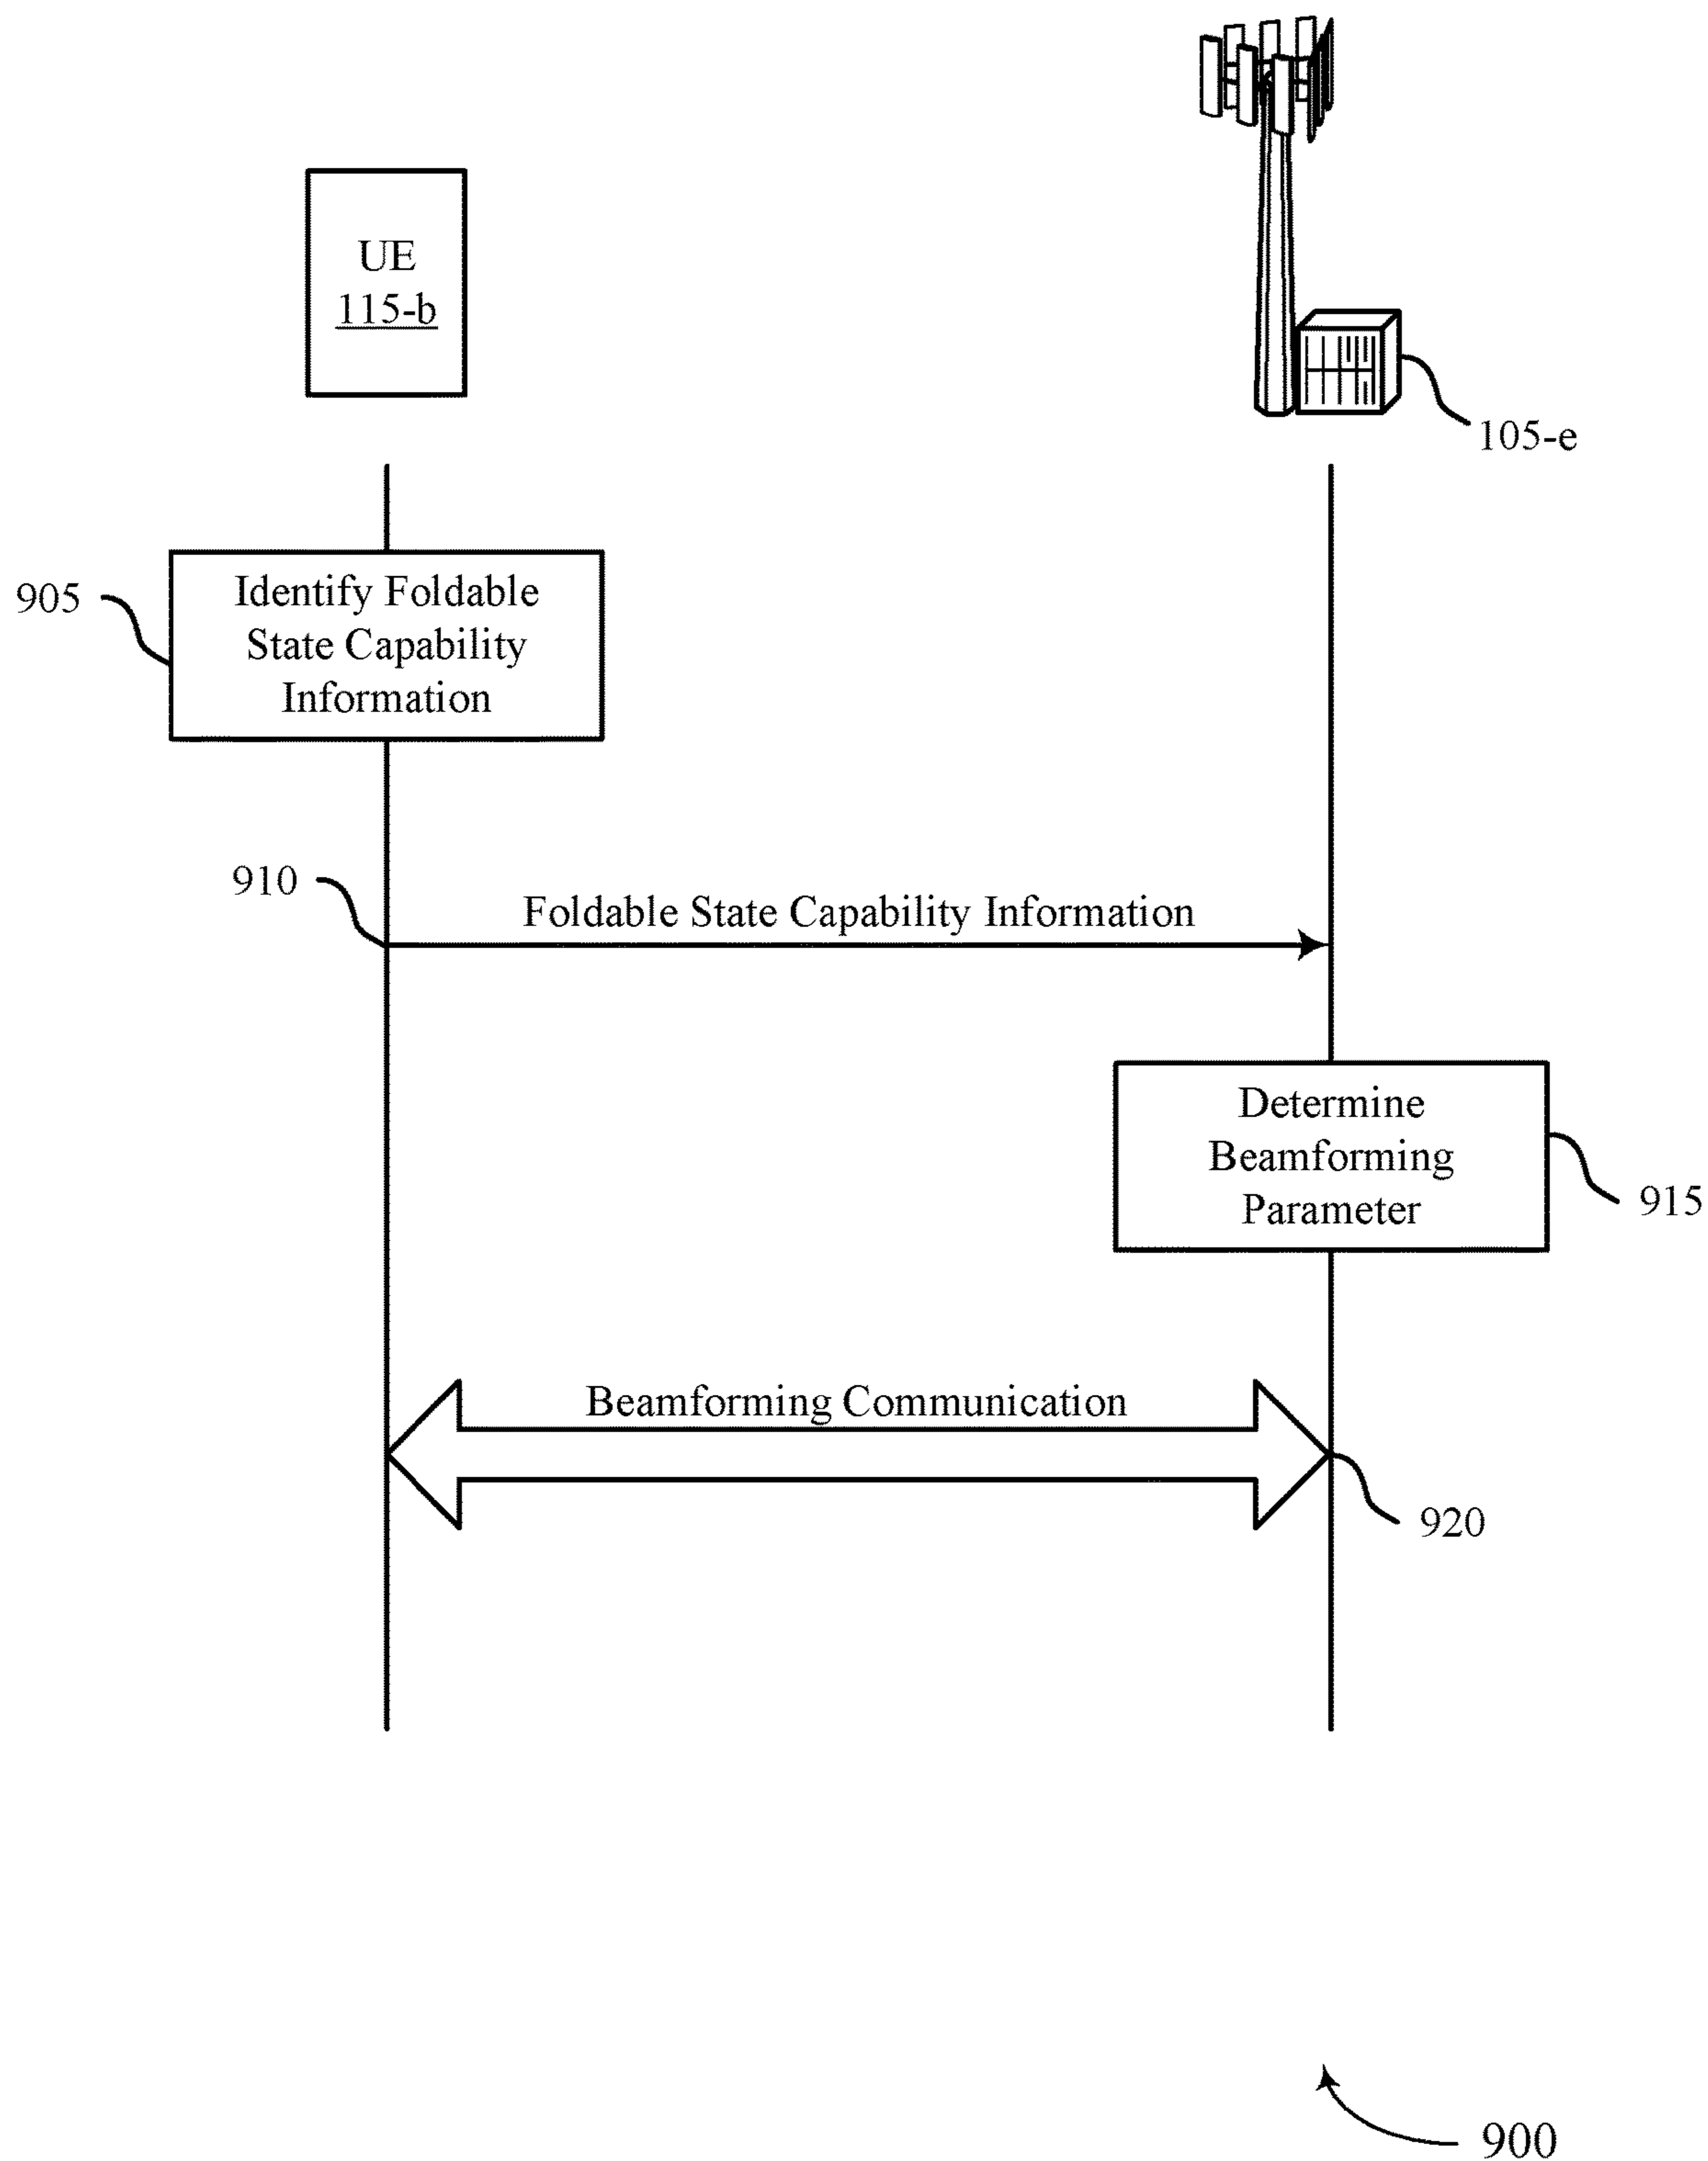 UE
115-b
105-e
905
Identify Foldable
State Capability
Information
910
Foldable State Capability Information
Determine
Beamforming
Parameter
915
Beamforming Communication
920
900